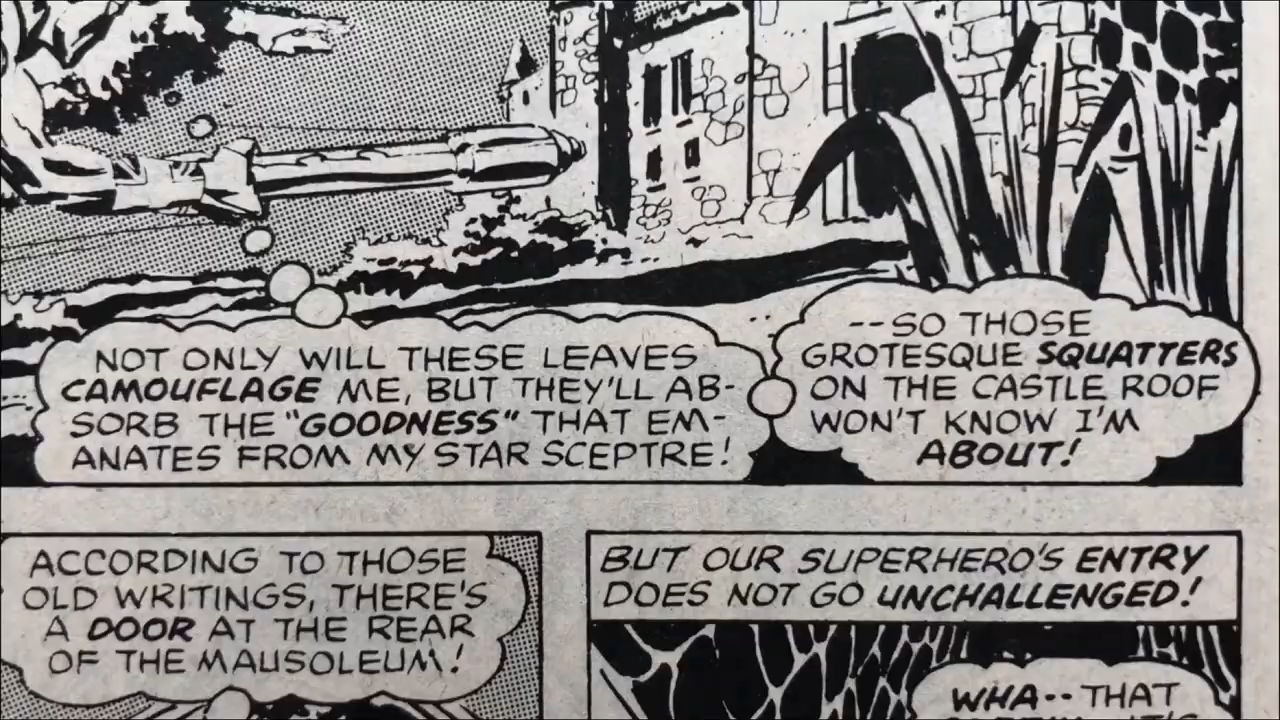 NOT ONLY WILL THESE LEAVES
CAMOUFLAGE ME, BUT THEY'LL AB-
SORB THE "GOODNESS" THAT EM-
ANATES FROM MY STAR SCEPTRE!
--SO THOSE
GROTESQUE SQUATTERS
ON THE CASTLE ROOF
WON'T KNOW I'M
ABOUT!
ACCORDING TO THOSE
OLD WRITINGS, THERE'S
A DOOR AT THE REAR
OF THE MAUSOLEUM!
BUT OUR SUPERHERO'S ENTRY
DOES NOT GO UNCHALLENGED!
WHA-- THAT